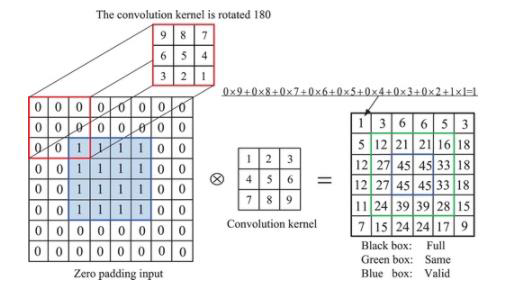 The convolution kernel is rotated 180
9 8 7
6 5 4
3 2 1
0×9+0×8+0×7+0×6+0×5+0×4+0×3+0×2+1×1=1
0 0 0 0 0 0 0 0
0 0 0 0 0 0 0 0
0 0 1 1 1 1 0 0
0 0 1 1 1 1 0 0
0 0 1 1 1 1 0 0
0 0 1 1 1 1 0 0
0 0 0 0 0 0 0 0
0 0 0 0 0 0 0 0
Zero padding input
⊗
1 2 3
4 5 6
7 8 9
Convolution kernel
=
1 3 6 6 5 3
5 12 21 21 16 18
12 27 45 45 33 18
12 27 45 45 33 18
11 24 39 39 28 15
7 15 24 24 17 9
Black box: Full
Green box: Same
Blue box: Valid